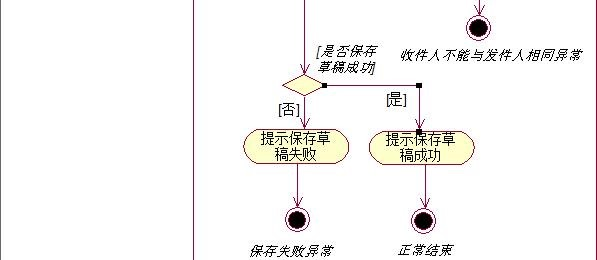 [是否保存
草稿成功]
收件人不能与发件人相同异常
[否]
[是]
提示保存草
稿失败
提示保存草
稿成功
保存失败异常
正常结束